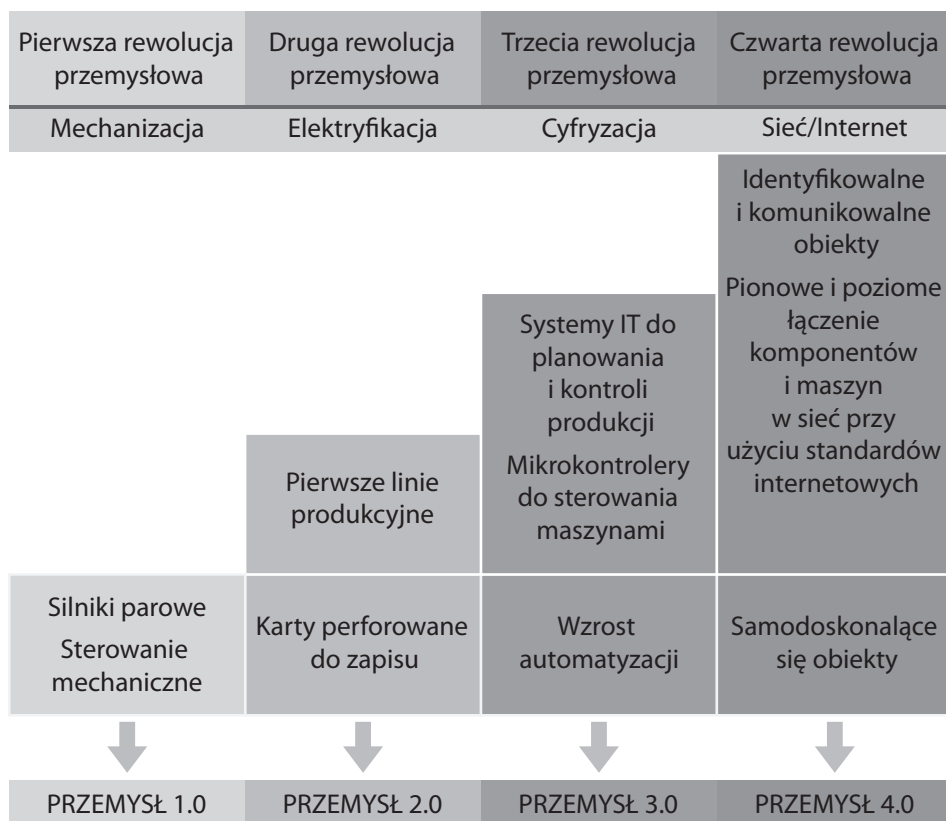 Pierwsza rewolucja
przemysłowa
Druga rewolucja
przemysłowa
Trzecia rewolucja
przemysłowa
Czwarta rewolucja
przemysłowa
Mechanizacja
Elektryfikacja
Cyfryzacja
Sieć/Internet
Silniki parowe
Sterowanie
mechaniczne
Pierwsze linie
produkcyjne
Karty perforowane
do zapisu
Systemy IT do
planowania
i kontroli
produkcji
Mikrokontrolery
do sterowania
maszynami
Wzrost
automatyzacji
Identyfikowalne
i komunikowalne
obiekty
Pionowe i poziome
łączenie
komponentów
i maszyn
w sieć przy
użyciu standardów
internetowych
Samodoskonalące
się obiekty
PRZEMYSŁ 1.0
PRZEMYSŁ 2.0
PRZEMYSŁ 3.0
PRZEMYSŁ 4.0